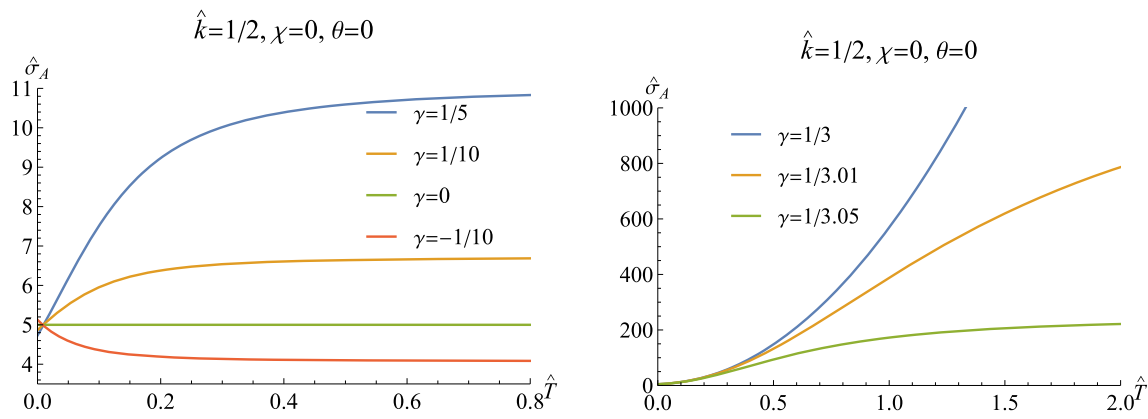 k̂=1/2, χ=0, θ=0
σ̂_A
11
10
9
8
7
6
5
4
0.0 0.2 0.4 0.6 0.8 T̂
γ=1/5
γ=1/10
γ=0
γ=-1/10
k̂=1/2, χ=0, θ=0
σ̂_A
1000
800
600
400
200
0
0.0 0.5 1.0 1.5 2.0 T̂
γ=1/3
γ=1/3.01
γ=1/3.05